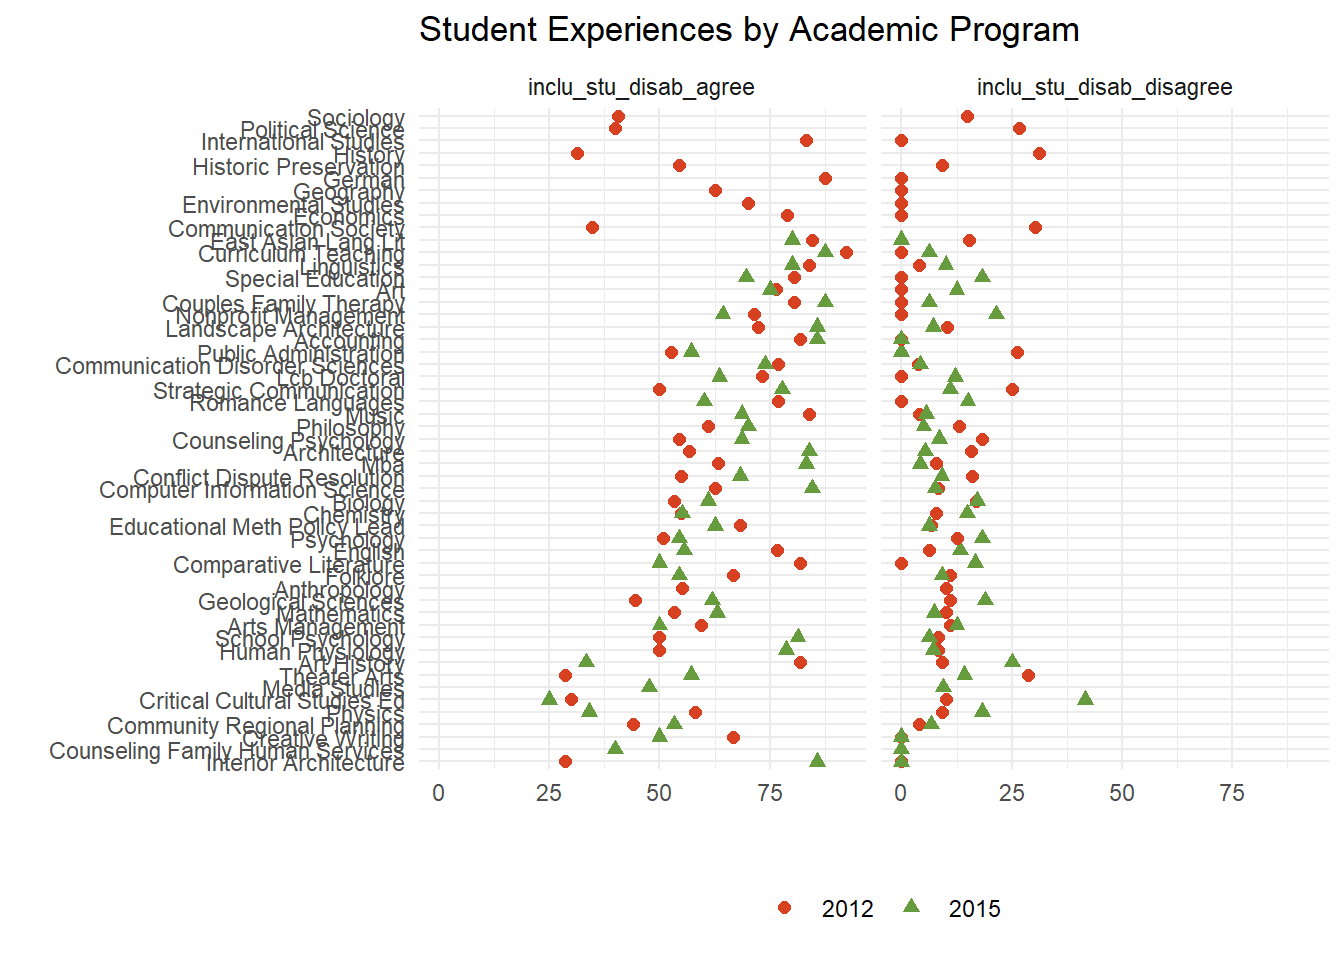 Student Experiences by Academic Program
inclu_stu_disab_agree
inclu_stu_disab_disagree
Sociology
Political Science
International Studies
History
Historic Preservation
German
Geography
Environmental Studies
Economics
Communication Society
East Asian Lang Lit
Curriculum Teaching
Linguistics
Special Education
Art
Couples Family Therapy
Nonprofit Management
Landscape Architecture
Accounting
Public Administration
Communication Disorder Sciences
Lcb Doctoral
Strategic Communication
Romance Languages
Music
Philosophy
Counseling Psychology
Architecture
Mba
Conflict Dispute Resolution
Computer Information Science
Biology
Chemistry
Educational Meth Policy Lead
Psychology
English
Comparative Literature
Folklore
Anthropology
Geological Sciences
Mathematics
Arts Management
School Psychology
Human Physiology
Art History
Theater Arts
Media Studies
Critical Cultural Studies Ed
Physics
Community Regional Planning
Creative Writing
Counseling Family Human Services
Interior Architecture
0 25 50 75
0 25 50 75
2012 2015